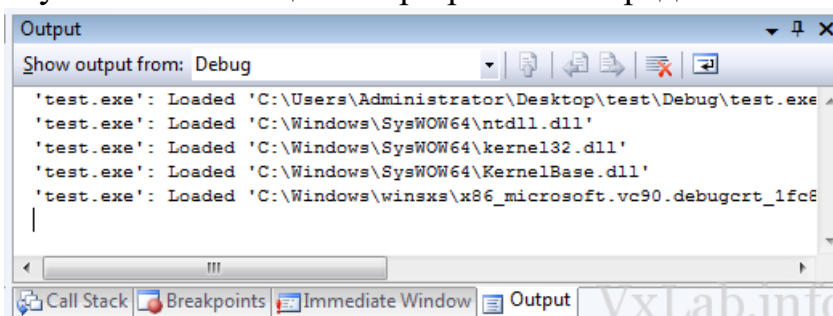 Output
Show output from: Debug
'test.exe': Loaded 'C:\Users\Administrator\Desktop\test\Debug\test.exe
'test.exe': Loaded 'C:\Windows\SysWOW64\ntdll.dll'
'test.exe': Loaded 'C:\Windows\SysWOW64\kernel32.dll'
'test.exe': Loaded 'C:\Windows\SysWOW64\KernelBase.dll'
'test.exe': Loaded 'C:\Windows\winsxs\x86_microsoft.vc90.debugcrt_1fc8
Call Stack Breakpoints Immediate Window Output
VxLab.info